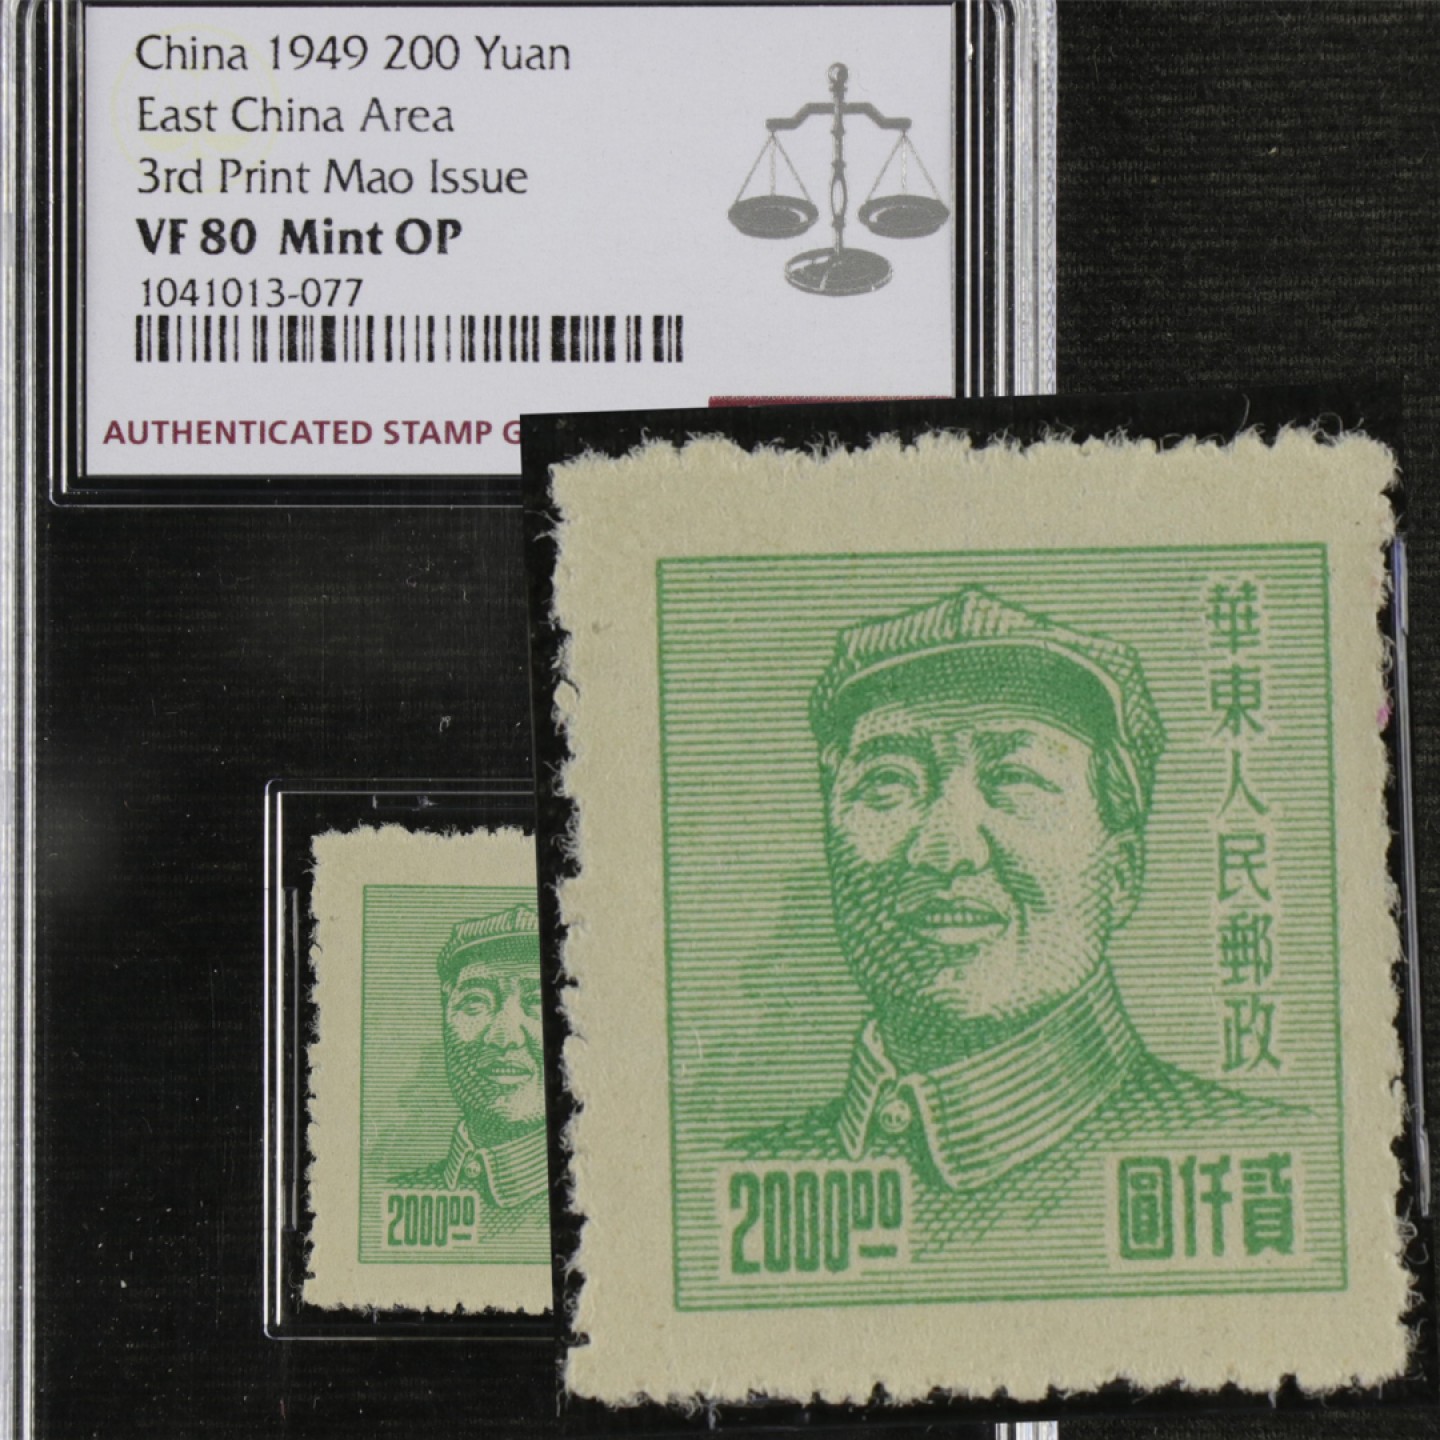 China 1949 200 Yuan
East China Area
3rd Print Mao Issue
VF 80 Mint OP
1041013-077
AUTHENTICATED STAMP G
華東人民郵政
2000.00
圓仟貳
2000.00